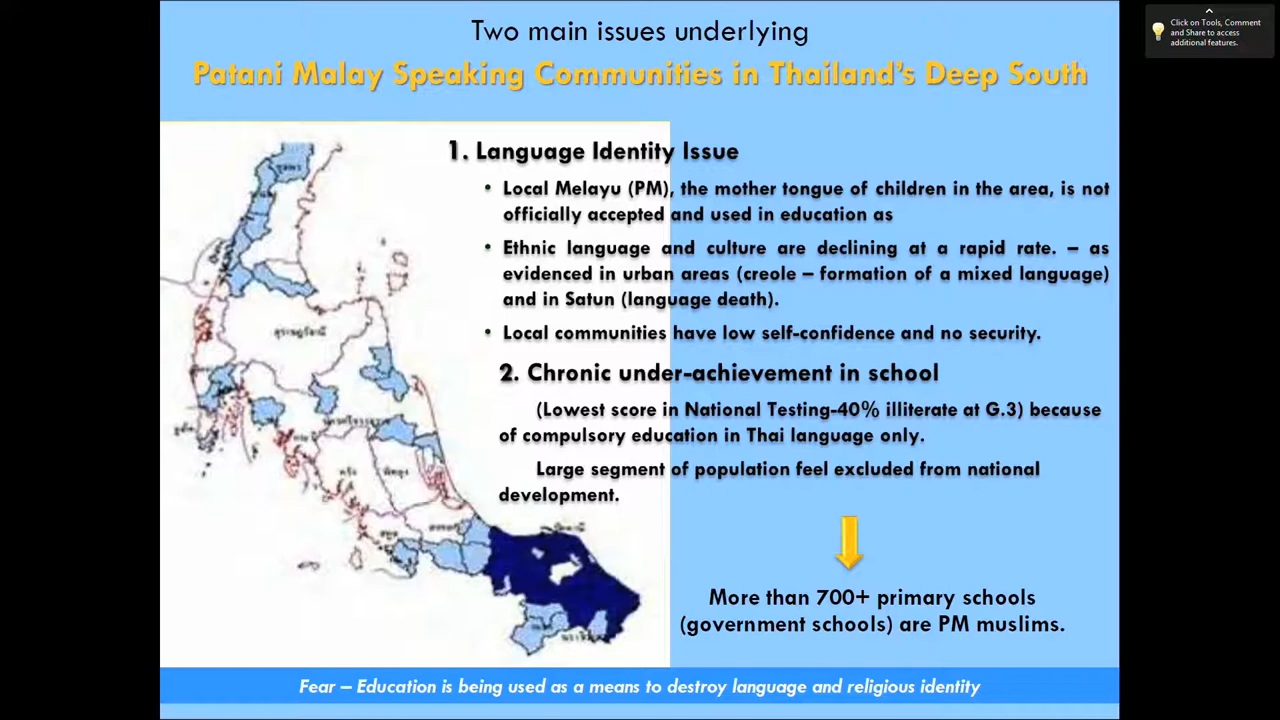 Two main issues underlying
Patani Malay Speaking Communities in Thailand's Deep South
Click on Tools, Comment
and Share to access
additional features.
1. Language Identity Issue
• Local Melayu (PM), the mother tongue of children in the area, is not
officially accepted and used in education as
• Ethnic language and culture are declining at a rapid rate. – as
evidenced in urban areas (creole – formation of a mixed language)
and in Satun (language death).
• Local communities have low self-confidence and no security.
2. Chronic under-achievement in school
(Lowest score in National Testing-40% illiterate at G.3) because
of compulsory education in Thai language only.
Large segment of population feel excluded from national
development.
More than 700+ primary schools
(government schools) are PM muslims.
Fear – Education is being used as a means to destroy language and religious identity